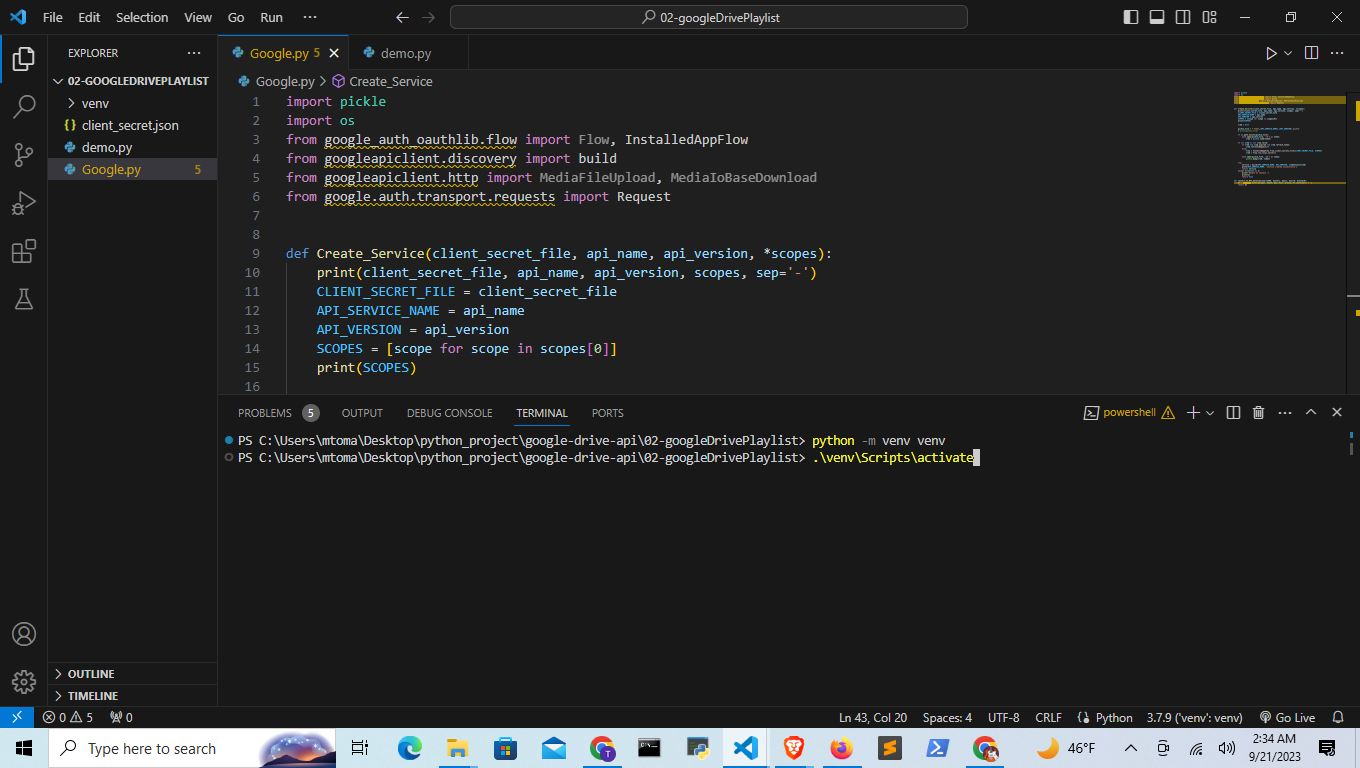 File Edit Selection View Go Run ··· 02-googleDrivePlaylist
EXPLORER ···
02-GOOGLEDRIVEPLAYLIST
venv
{} client_secret.json
demo.py
Google.py 5
OUTLINE
TIMELINE
Google.py 5 demo.py
Google.py > Create_Service
1 import pickle
2 import os
3 from google_auth_oauthlib.flow import Flow, InstalledAppFlow
4 from googleapiclient.discovery import build
5 from googleapiclient.http import MediaFileUpload, MediaIoBaseDownload
6 from google.auth.transport.requests import Request
7
8
9 def Create_Service(client_secret_file, api_name, api_version, *scopes):
10 print(client_secret_file, api_name, api_version, scopes, sep='-')
11 CLIENT_SECRET_FILE = client_secret_file
12 API_SERVICE_NAME = api_name
13 API_VERSION = api_version
14 SCOPES = [scope for scope in scopes[0]]
15 print(SCOPES)
16
PROBLEMS 5 OUTPUT DEBUG CONSOLE TERMINAL PORTS powershell
PS C:\Users\mtoma\Desktop\python_project\google-drive-api\02-googleDrivePlaylist> python -m venv venv
PS C:\Users\mtoma\Desktop\python_project\google-drive-api\02-googleDrivePlaylist> .\venv\Scripts\activate
0 5 0 Ln 43, Col 20 Spaces: 4 UTF-8 CRLF Python 3.7.9 ('venv': venv) Go Live
Type here to search 46°F 2:34 AM
9/21/2023